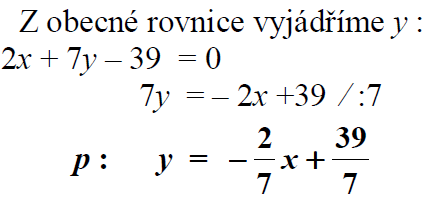 Z obecné rovnice vyjádříme y :
2x + 7y – 39 = 0
7y = – 2x +39 / :7
p : y = – 2/7 x + 39/7